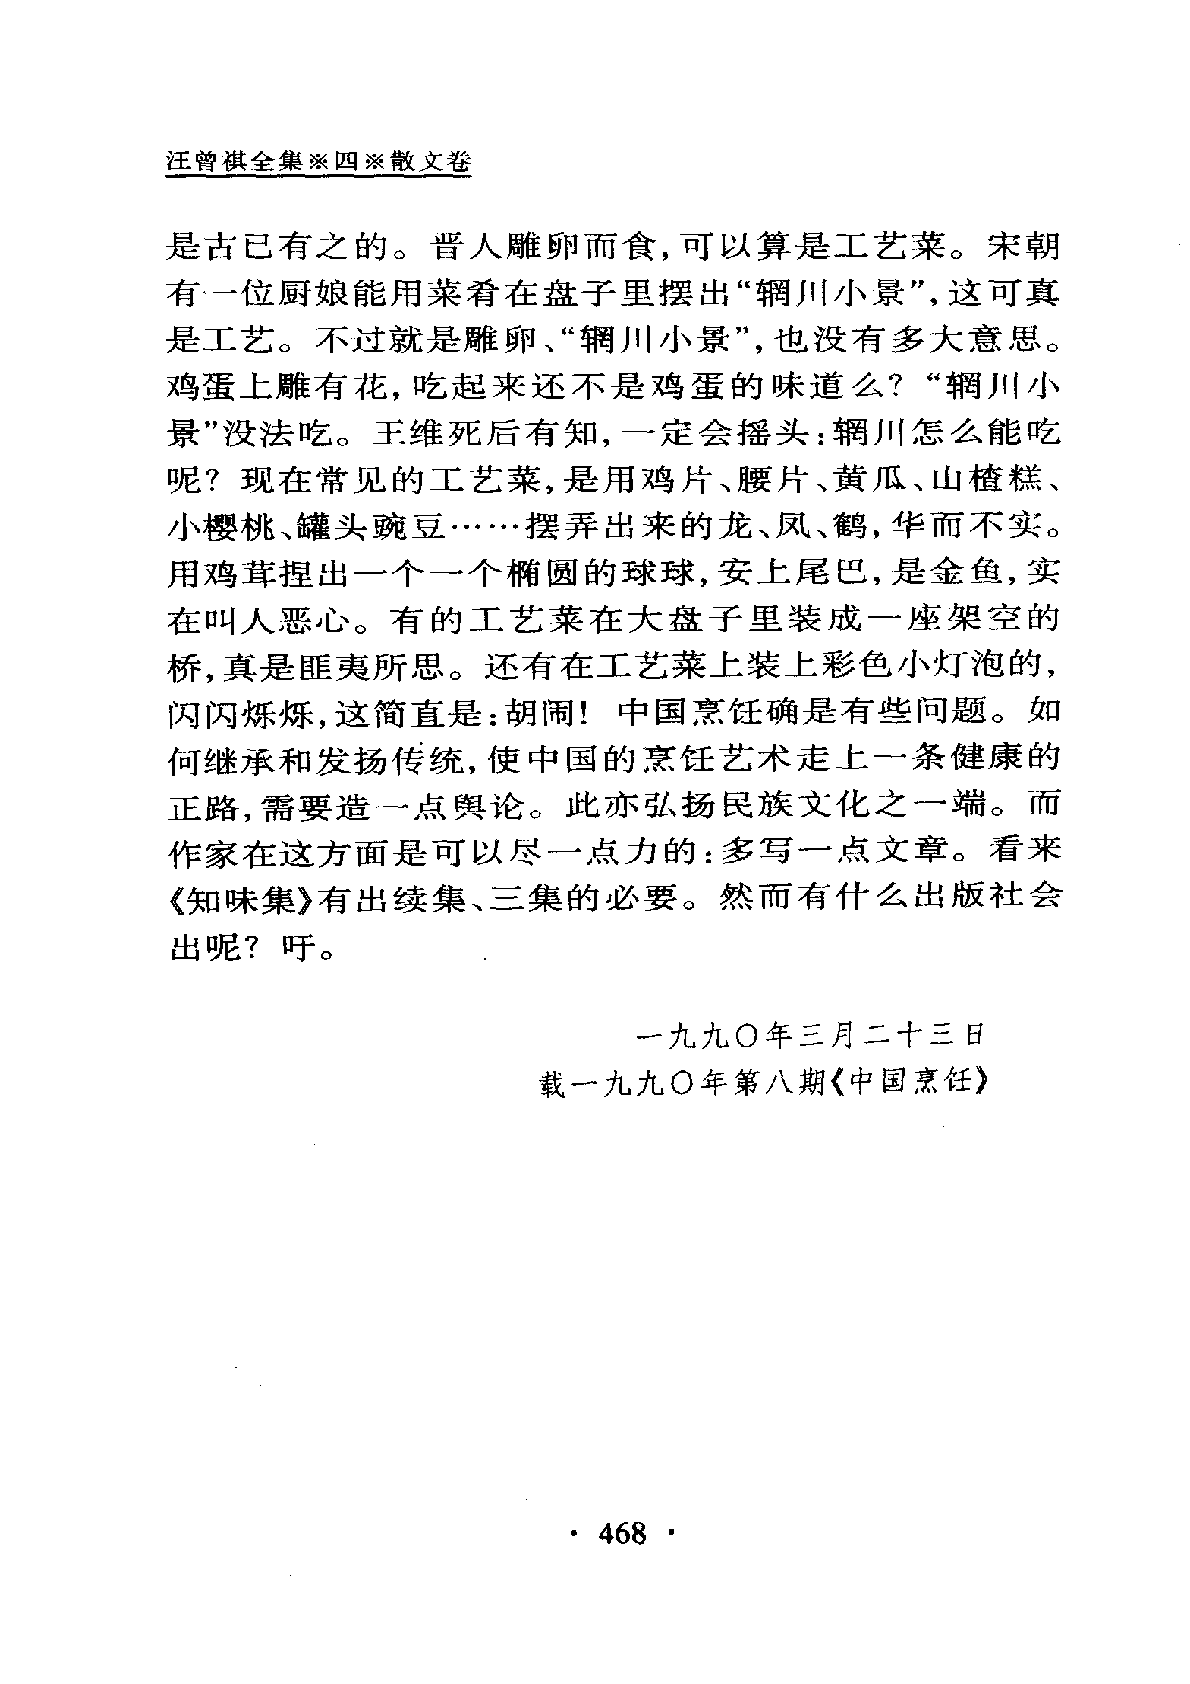 汪曾祺全集※四※散文卷
是古已有之的。晋人雕卵而食,可以算是工艺菜。宋朝
有一位厨娘能用菜肴在盘子里摆出“辋川小景”,这可真
是工艺。不过就是雕卵、“辋川小景”,也没有多大意思。
鸡蛋上雕有花,吃起来还不是鸡蛋的味道么?“辋川小
景”没法吃。王维死后有知,一定会摇头:辋川怎么能吃
呢?现在常见的工艺菜,是用鸡片、腰片、黄瓜、山楂糕、
小樱桃、罐头豌豆……摆弄出来的龙、凤、鹤,华而不实。
用鸡茸捏出一个一个椭圆的球球,安上尾巴,是金鱼,实
在叫人恶心。有的工艺菜在大盘子里装成一座架空的
桥,真是匪夷所思。还有在工艺菜上装上彩色小灯泡的,
闪闪烁烁,这简直是:胡闹!中国烹饪确是有些问题。如
何继承和发扬传统,使中国的烹饪艺术走上一条健康的
正路,需要造一点舆论。此亦弘扬民族文化之一端。而
作家在这方面是可以尽一点力的:多写一点文章。看来
《知味集》有出续集、三集的必要。然而有什么出版社会
出呢?吁。
一九九〇年三月二十三日
载一九九〇年第八期《中国烹饪》
· 468 ·